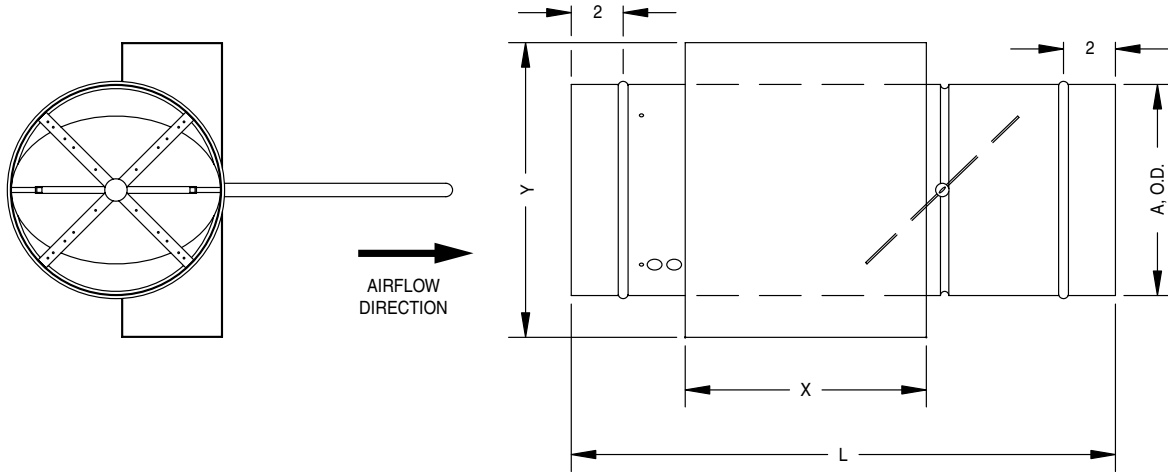 2
2
Y
A, O.D.
AIRFLOW
DIRECTION
X
L